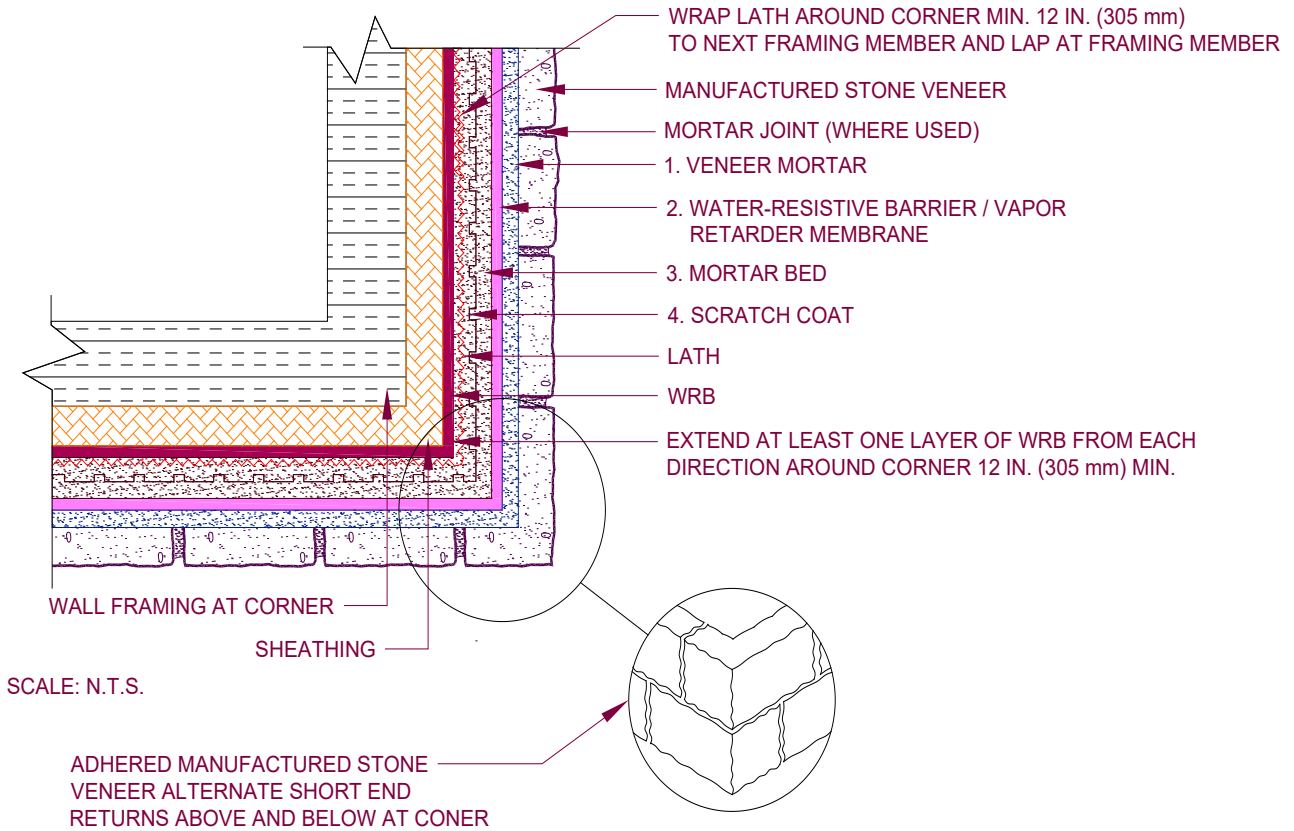 WRAP LATH AROUND CORNER MIN. 12 IN. (305 mm)
TO NEXT FRAMING MEMBER AND LAP AT FRAMING MEMBER
MANUFACTURED STONE VENEER
MORTAR JOINT (WHERE USED)
1. VENEER MORTAR
2. WATER-RESISTIVE BARRIER / VAPOR
RETARDER MEMBRANE
3. MORTAR BED
4. SCRATCH COAT
LATH
WRB
EXTEND AT LEAST ONE LAYER OF WRB FROM EACH
DIRECTION AROUND CORNER 12 IN. (305 mm) MIN.
WALL FRAMING AT CORNER
SHEATHING
SCALE: N.T.S.
ADHERED MANUFACTURED STONE
VENEER ALTERNATE SHORT END
RETURNS ABOVE AND BELOW AT CONER